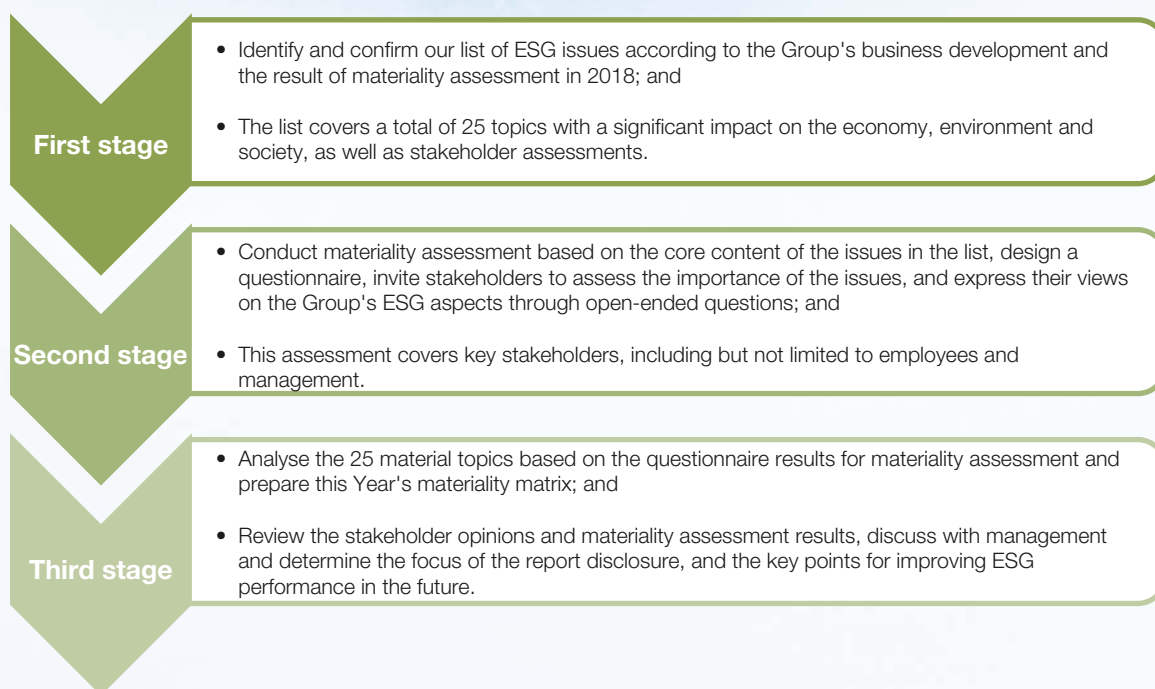 First stage
• Identify and confirm our list of ESG issues according to the Group's business development and
the result of materiality assessment in 2018; and
• The list covers a total of 25 topics with a significant impact on the economy, environment and
society, as well as stakeholder assessments.
Second stage
• Conduct materiality assessment based on the core content of the issues in the list, design a
questionnaire, invite stakeholders to assess the importance of the issues, and express their views
on the Group's ESG aspects through open-ended questions; and
• This assessment covers key stakeholders, including but not limited to employees and
management.
Third stage
• Analyse the 25 material topics based on the questionnaire results for materiality assessment and
prepare this Year's materiality matrix; and
• Review the stakeholder opinions and materiality assessment results, discuss with management
and determine the focus of the report disclosure, and the key points for improving ESG
performance in the future.